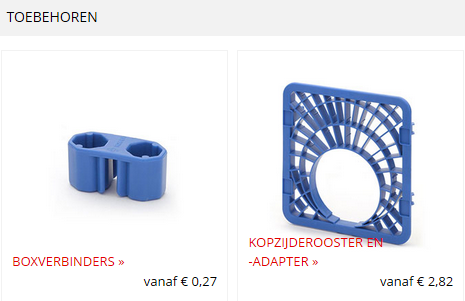 TOEBEHOREN
BOXVERBINDERS »
vanaf € 0,27
KOPZIJDEROOSTER EN
-ADAPTER »
vanaf € 2,82